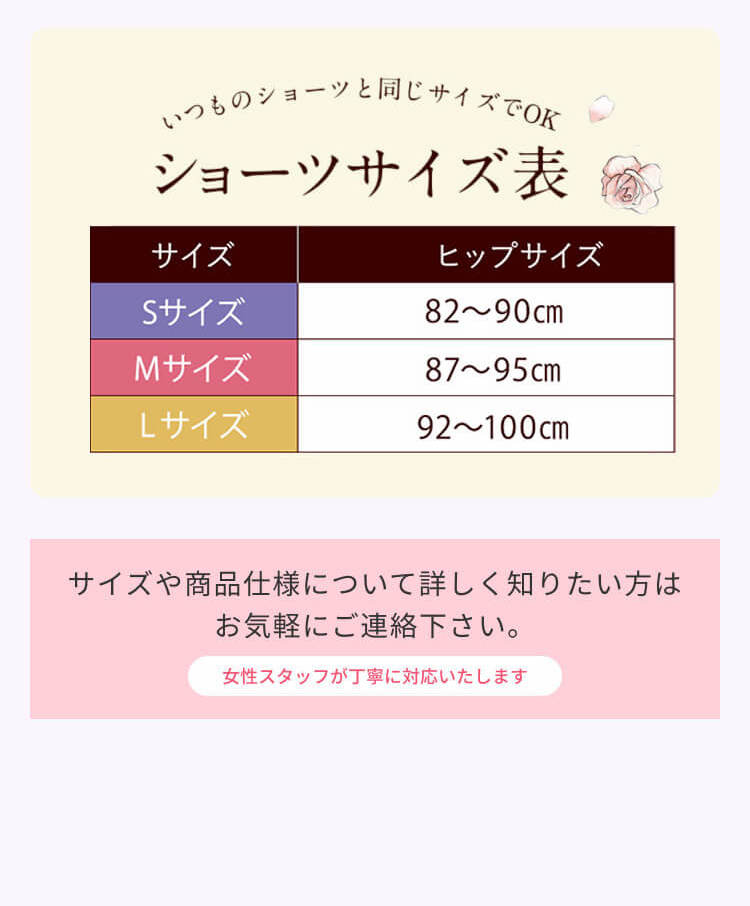 いつものショーツと同じサイズでOK
ショーツサイズ表
サイズ ヒップサイズ
Sサイズ 82～90㎝
Mサイズ 87～95㎝
Lサイズ 92～100㎝
サイズや商品仕様について詳しく知りたい方は
お気軽にご連絡下さい。
女性スタッフが丁寧に対応いたします